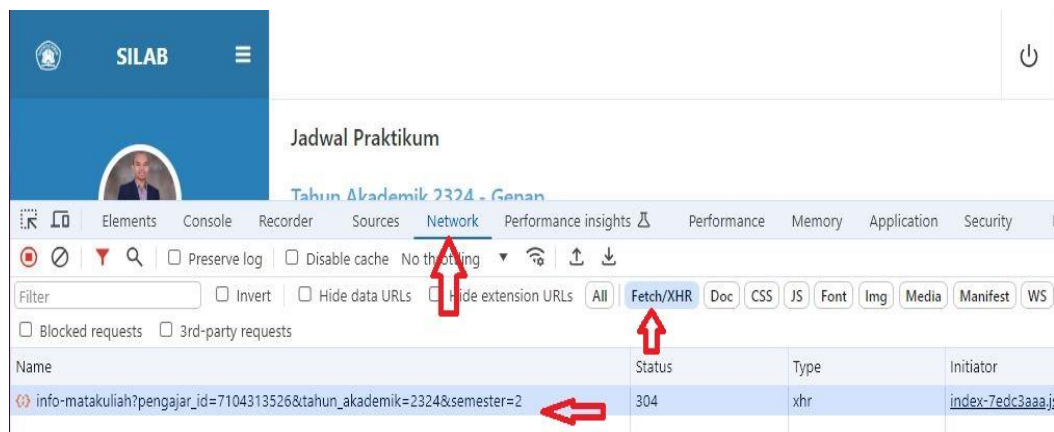 SILAB
Jadwal Praktikum
Tahun Akademik 2324 - Genap
Elements Console Recorder Sources Network Performance insights Performance Memory Application Security
Preserve log Disable cache No throttling
Filter Invert Hide data URLs Hide extension URLs All Fetch/XHR Doc CSS JS Font Img Media Manifest WS
Blocked requests 3rd-party requests
Name Status Type Initiator
info-matakuliah?pengajar_id=7104313526&tahun_akademik=2324&semester=2 304 xhr index-7edc3aaa.js